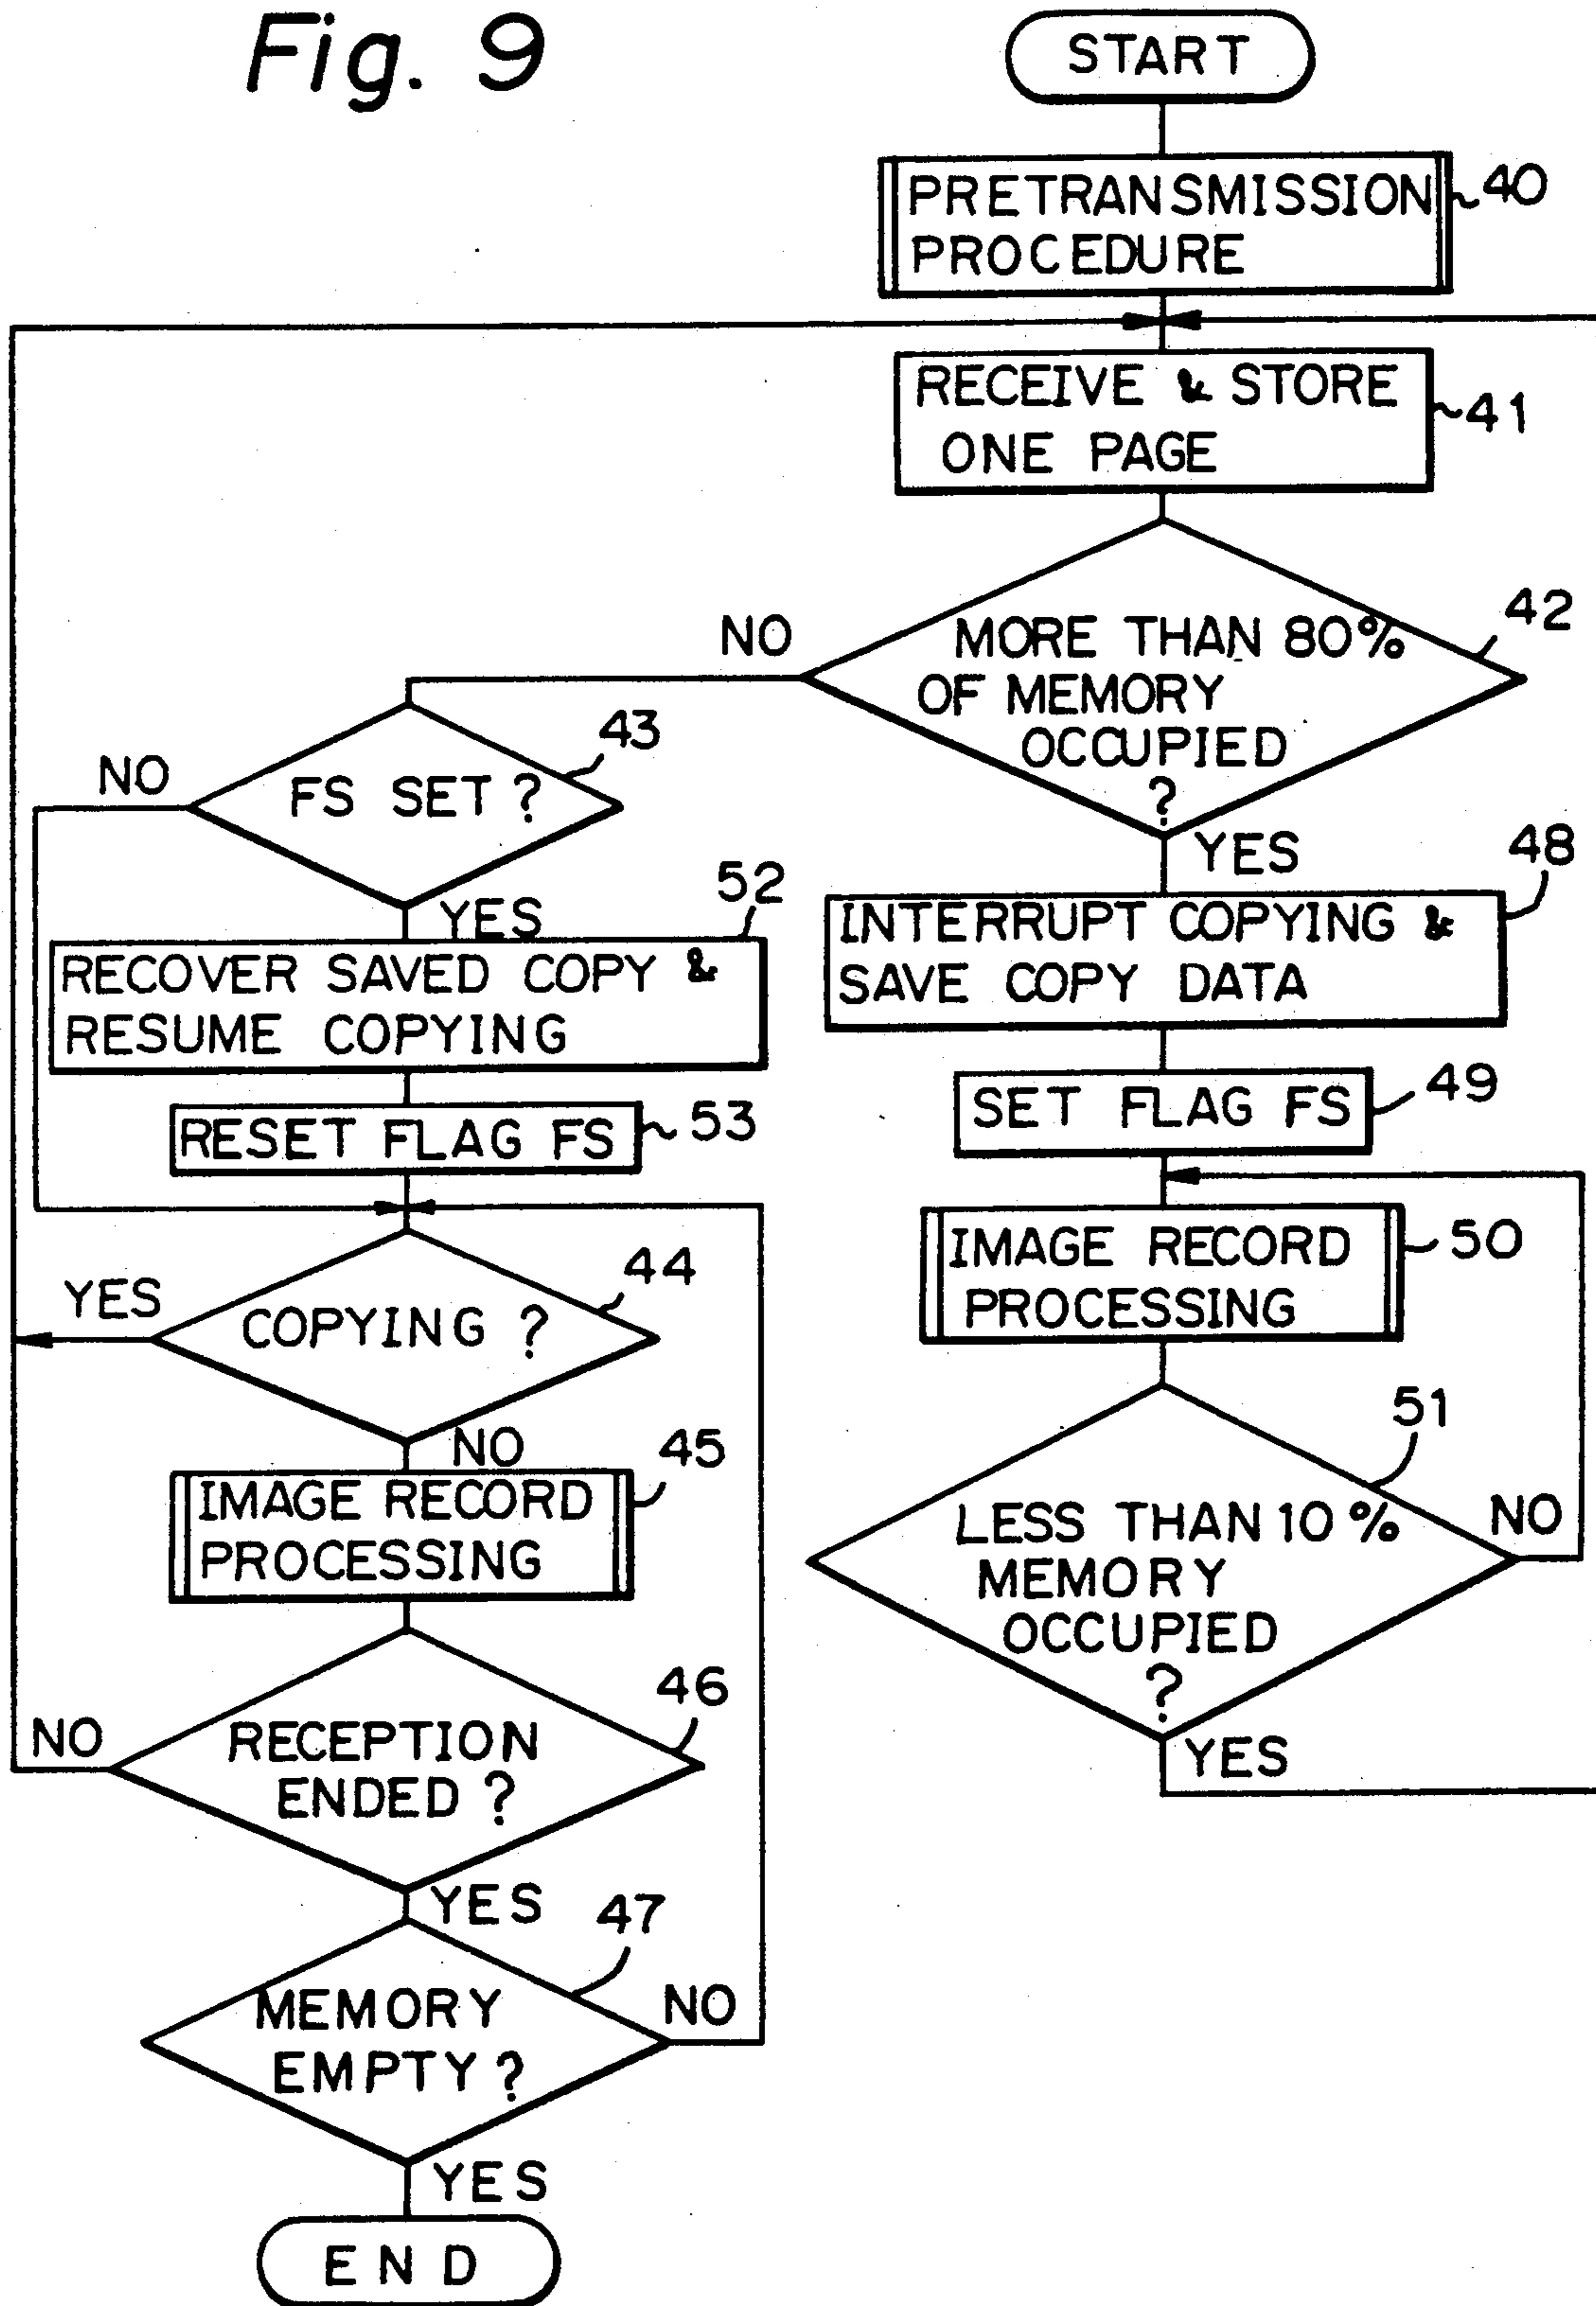 Fig. 9
START
PRETRANSMISSION
PROCEDURE
40
RECEIVE & STORE
ONE PAGE
41
MORE THAN 80%
OF MEMORY
OCCUPIED
?
42
NO
YES
43
FS SET ?
NO
YES
52
RECOVER SAVED COPY &
RESUME COPYING
RESET FLAG FS
53
48
INTERRUPT COPYING &
SAVE COPY DATA
SET FLAG FS
49
44
COPYING ?
YES
NO
IMAGE RECORD
PROCESSING
45
IMAGE RECORD
PROCESSING
50
51
LESS THAN 10%
MEMORY
OCCUPIED
?
NO
YES
46
RECEPTION
ENDED ?
NO
YES
47
MEMORY
EMPTY ?
NO
YES
END